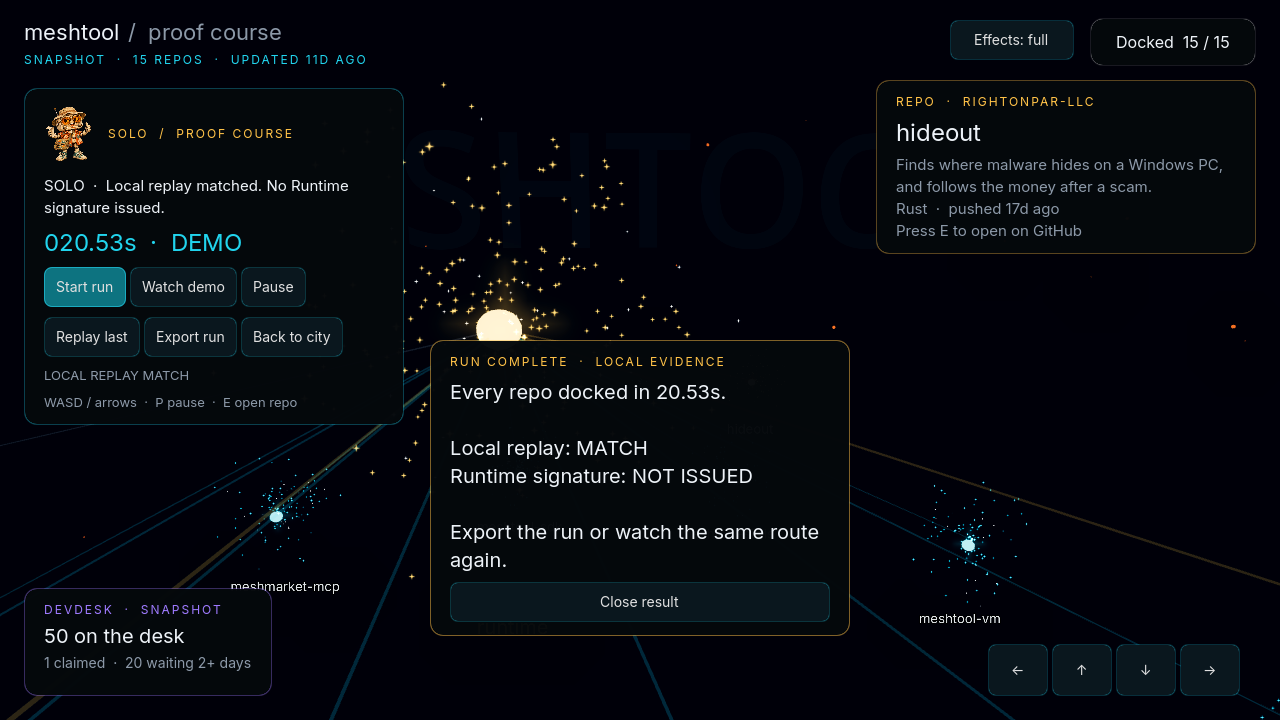 meshtool / proof course
SNAPSHOT · 15 REPOS · UPDATED 11D AGO
Effects: full
Docked 15 / 15
SOLO / PROOF COURSE
SOLO · Local replay matched. No Runtime
signature issued.
020.53s · DEMO
Start run
Watch demo
Pause
Replay last
Export run
Back to city
LOCAL REPLAY MATCH
WASD / arrows · P pause · E open repo
REPO · RIGHTONPAR-LLC
hideout
Finds where malware hides on a Windows PC,
and follows the money after a scam.
Rust · pushed 17d ago
Press E to open on GitHub
SHTOO
RUN COMPLETE · LOCAL EVIDENCE
Every repo docked in 20.53s.
Local replay: MATCH
Runtime signature: NOT ISSUED
Export the run or watch the same route
again.
Close result
meshmarket-mcp
meshtool-vm
DEVDESK · SNAPSHOT
50 on the desk
1 claimed · 20 waiting 2+ days
← ↑ ↓ →